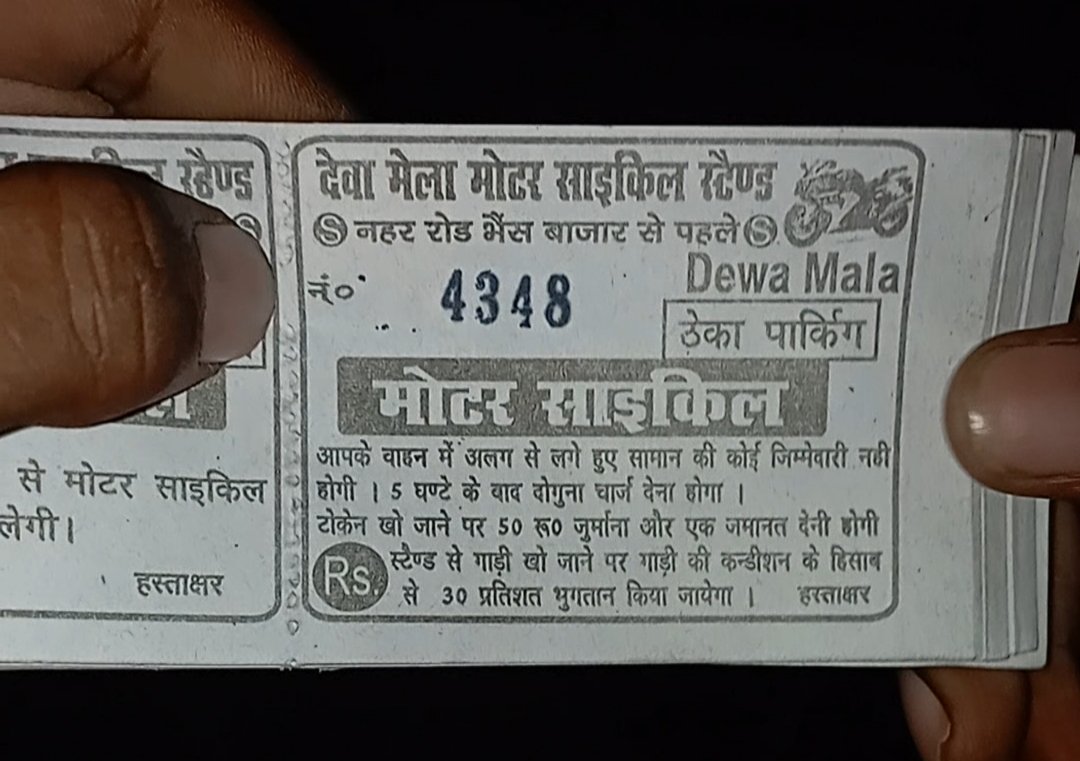 स्टैण्ड
से मोटर साइकिल
लेगी।
हस्ताक्षर
देवा मेला मोटर साइकिल स्टैण्ड
Ⓢ नहर रोड भैंस बाजार से पहले Ⓢ
नं० 4348
Dewa Mala
ठेका पार्किंग
मोटर साइकिल
आपके वाहन में अलग से लगे हुए सामान की कोई जिम्मेवारी नही
होगी । 5 घण्टे के बाद दोगुना चार्ज देना होगा ।
टोकेन खो जाने पर 50 रू० जुर्माना और एक जमानत देनी होगी
Rs. स्टैण्ड से गाड़ी खो जाने पर गाड़ी की कन्डीशन के हिसाब
से 30 प्रतिशत भुगतान किया जायेगा । हस्ताक्षर